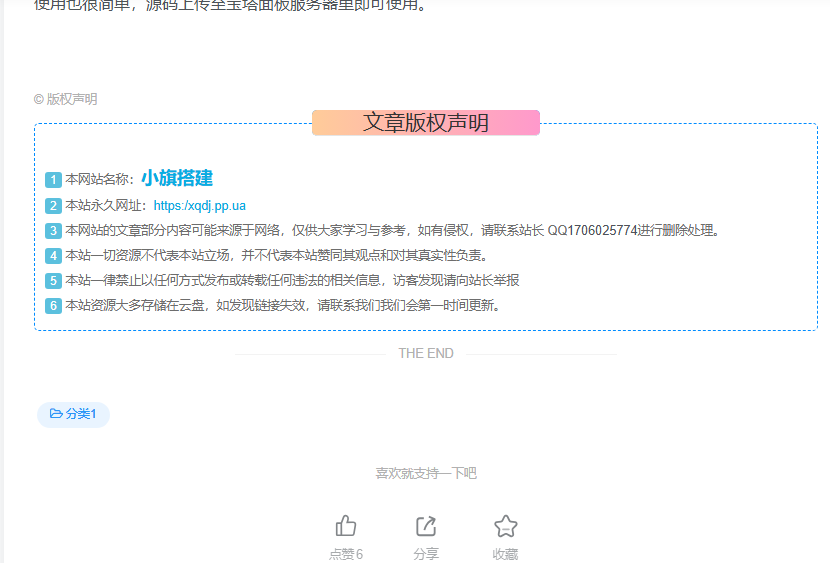 使用也很简单，源码上传至宝塔面板服务器里即可使用。
© 版权声明
文章版权声明
1 本网站名称：小旗搭建
2 本站永久网址：https:/xqdj.pp.ua
3 本网站的文章部分内容可能来源于网络，仅供大家学习与参考，如有侵权，请联系站长 QQ1706025774进行删除处理。
4 本站一切资源不代表本站立场，并不代表本站赞同其观点和对其真实性负责。
5 本站一律禁止以任何方式发布或转载任何违法的相关信息，访客发现请向站长举报
6 本站资源大多存储在云盘，如发现链接失效，请联系我们我们会第一时间更新。
THE END
分类1
喜欢就支持一下吧
点赞 6 分享 收藏